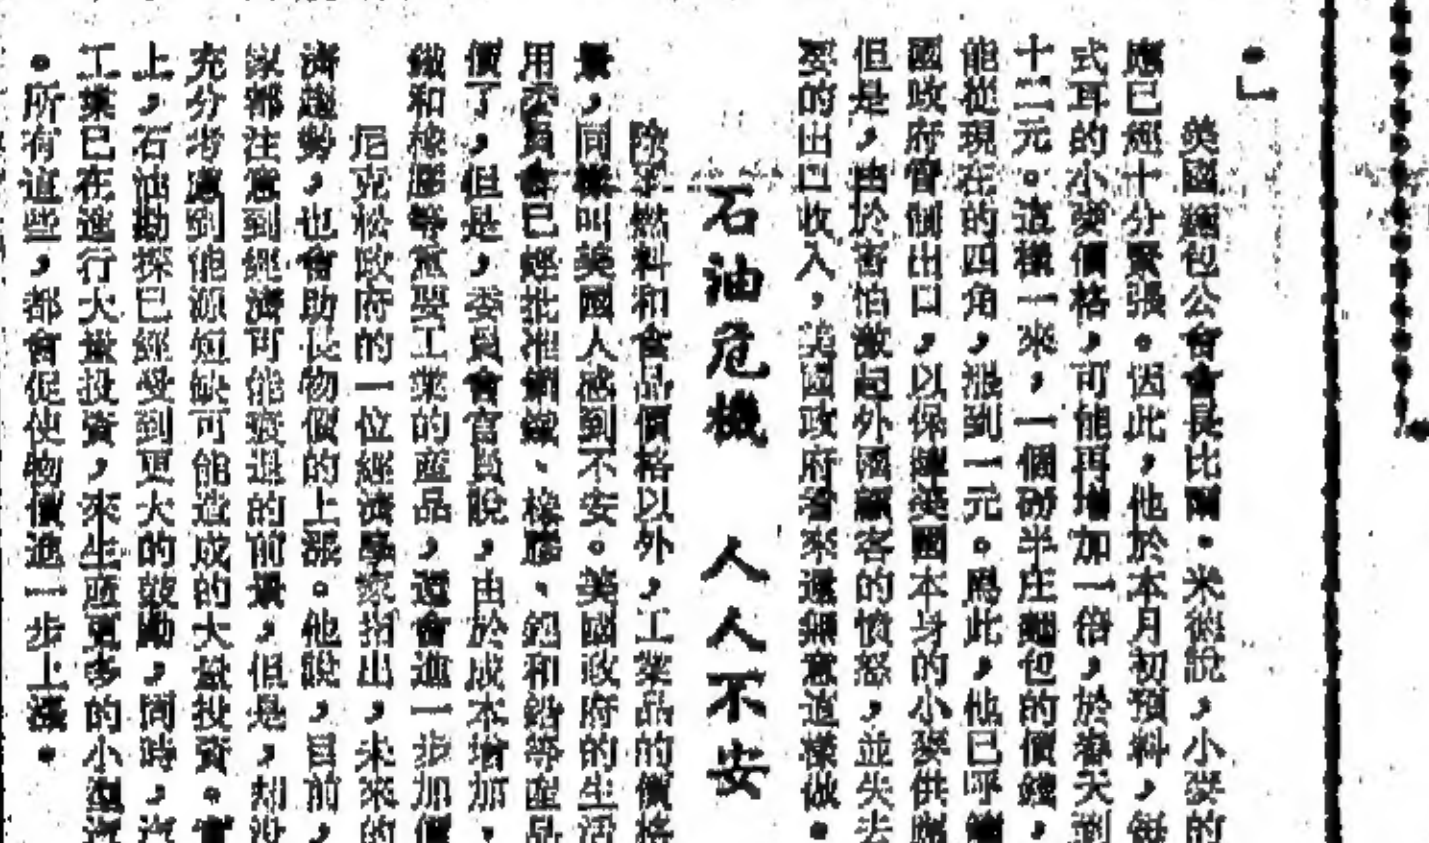 。」
美國麵包公會會長比爾・米德說,小麥的
應已經十分緊張。因此,他於本月初預料,每
式耳的小麥價格,可能再增加一倍,於春天到
十二元。這樣一來,一個磅半庄麵包的價錢,
能從現在的四角,漲到一元。爲此,他已呼籲
國政府管制出口,以保證美國本身的小麥供應
但是,由於害怕激起外國顧客的憤怒,並失去
要的出口收入,美國政府看來還無意這樣做。
石油危機 人人不安
除了燃料和食品價格以外,工業品的價格
景,同樣叫美國人感到不安。美國政府的生活
用委員會已經批准鋼鐵、橡膠、鋁和鉛等產品
價了,但是,委員會官員說,由於成本增加,
鐵和橡膠等重要工業的產品,還會進一步加價
尼克松政府的一位經濟學家指出,未來的
濟趨勢,也會助長物價的上漲。他說,目前,
家都注意到經濟可能衰退的前景,但是,却沒
充分考慮到能源短缺可能造成的大量投資。實
上,石油勘探已經受到更大的鼓勵,同時,汽
工業已在進行大量投資,來生產更多的小型汽
。所有這些,都會促使物價進一步上漲。